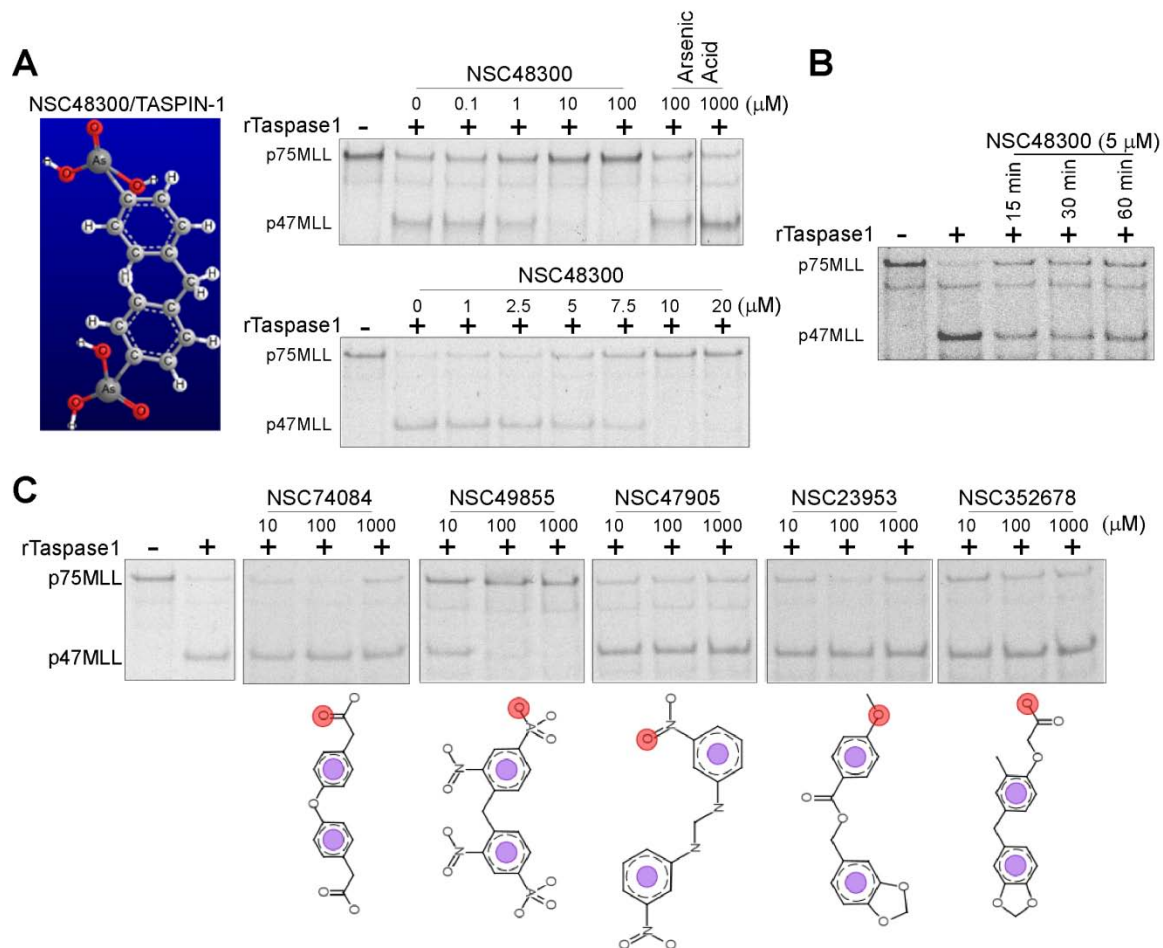 A
NSC48300/TASPIN-1
NSC48300
Arsenic
Acid
0 0.1 1 10 100 100 1000 (μM)
rTaspase1 - + + + + + + +
p75MLL
p47MLL
NSC48300
0 1 2.5 5 7.5 10 20 (μM)
rTaspase1 - + + + + + + +
p75MLL
p47MLL
B
NSC48300 (5 μM)
15 min 30 min 60 min
rTaspase1 - + + + +
p75MLL
p47MLL
C
NSC74084 NSC49855 NSC47905 NSC23953 NSC352678
10 100 1000 10 100 1000 10 100 1000 10 100 1000 10 100 1000 (μM)
rTaspase1 - + + + + + + + + + + + + + + + +
p75MLL
p47MLL